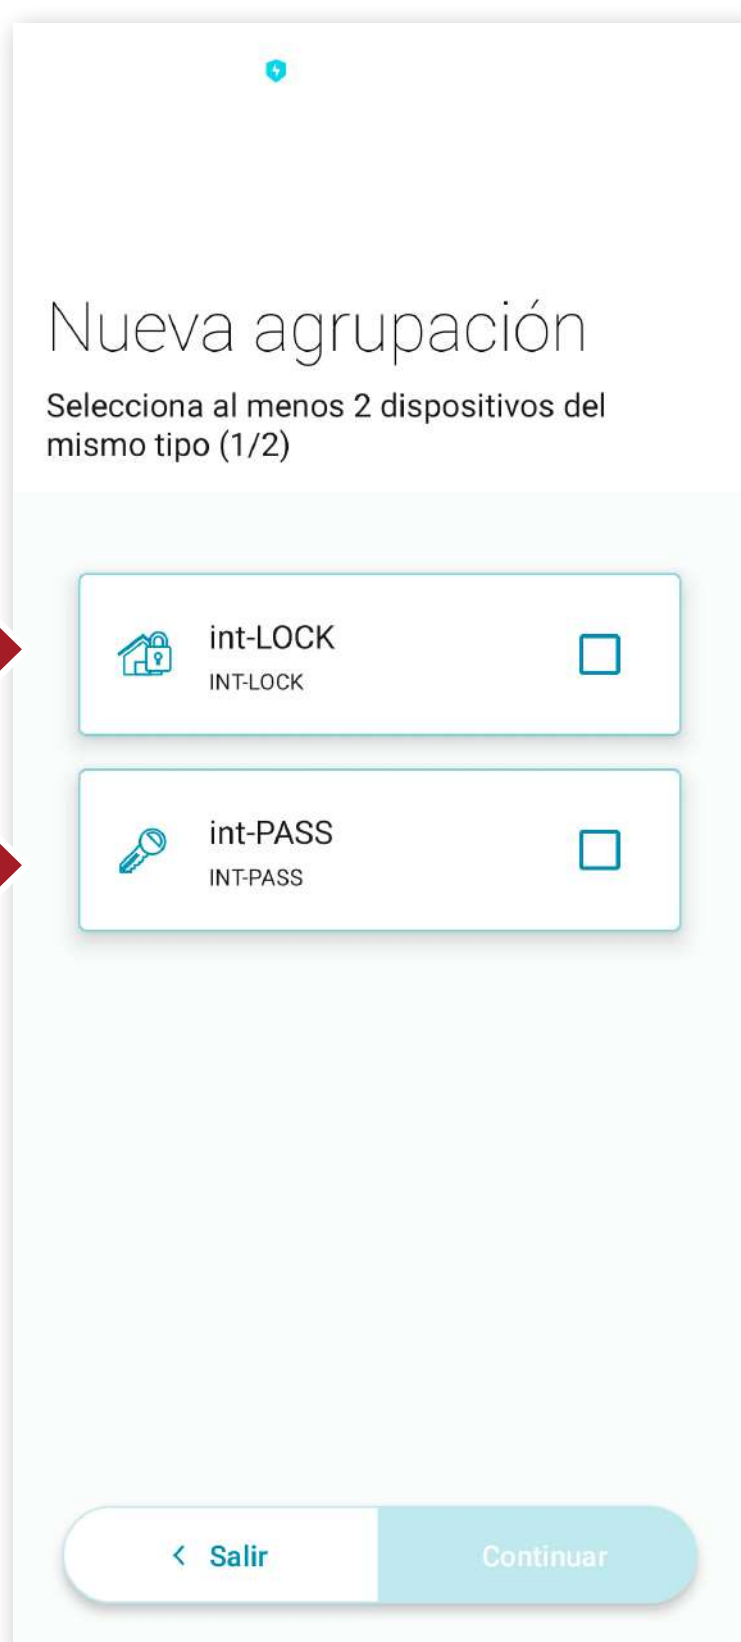 Nueva agrupación
Selecciona al menos 2 dispositivos del
mismo tipo (1/2)
int-LOCK
INT-LOCK
int-PASS
INT-PASS
< Salir
Continuar